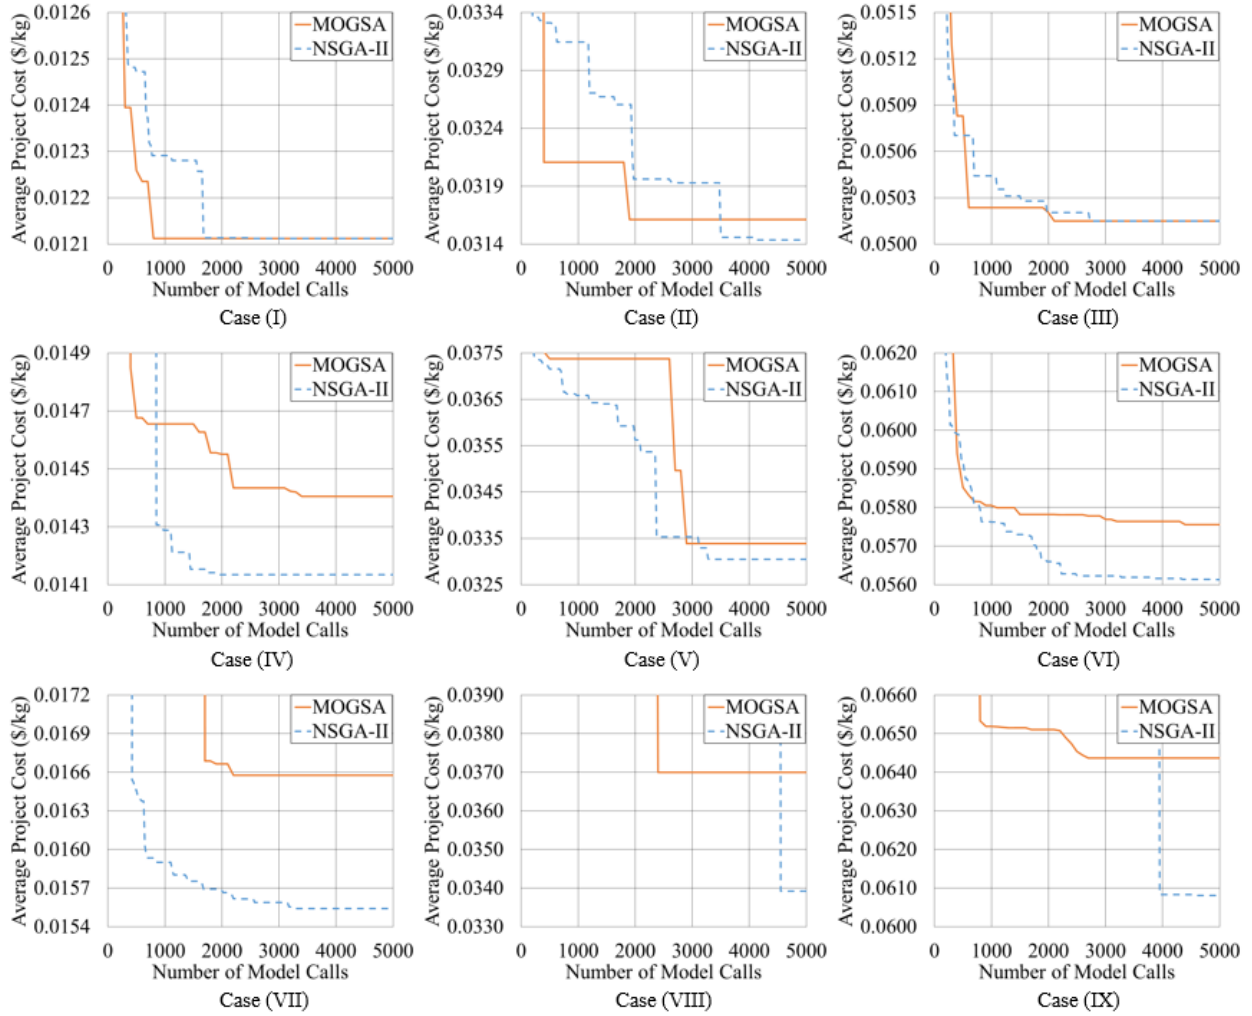 Average Project Cost ($/kg)
0.0126
0.0125
0.0124
0.0123
0.0122
0.0121
MOGSA
NSGA-II
0 1000 2000 3000 4000 5000
Number of Model Calls
Case (I)
Average Project Cost ($/kg)
0.0334
0.0329
0.0324
0.0319
0.0314
MOGSA
NSGA-II
0 1000 2000 3000 4000 5000
Number of Model Calls
Case (II)
Average Project Cost ($/kg)
0.0515
0.0512
0.0509
0.0506
0.0503
0.0500
MOGSA
NSGA-II
0 1000 2000 3000 4000 5000
Number of Model Calls
Case (III)
Average Project Cost ($/kg)
0.0149
0.0147
0.0145
0.0143
0.0141
MOGSA
NSGA-II
0 1000 2000 3000 4000 5000
Number of Model Calls
Case (IV)
Average Project Cost ($/kg)
0.0375
0.0365
0.0355
0.0345
0.0335
0.0325
MOGSA
NSGA-II
0 1000 2000 3000 4000 5000
Number of Model Calls
Case (V)
Average Project Cost ($/kg)
0.0620
0.0610
0.0600
0.0590
0.0580
0.0570
0.0560
MOGSA
NSGA-II
0 1000 2000 3000 4000 5000
Number of Model Calls
Case (VI)
Average Project Cost ($/kg)
0.0172
0.0169
0.0166
0.0163
0.0160
0.0157
0.0154
MOGSA
NSGA-II
0 1000 2000 3000 4000 5000
Number of Model Calls
Case (VII)
Average Project Cost ($/kg)
0.0390
0.0380
0.0370
0.0360
0.0350
0.0340
0.0330
MOGSA
NSGA-II
0 1000 2000 3000 4000 5000
Number of Model Calls
Case (VIII)
Average Project Cost ($/kg)
0.0660
0.0650
0.0640
0.0630
0.0620
0.0610
0.0600
MOGSA
NSGA-II
0 1000 2000 3000 4000 5000
Number of Model Calls
Case (IX)